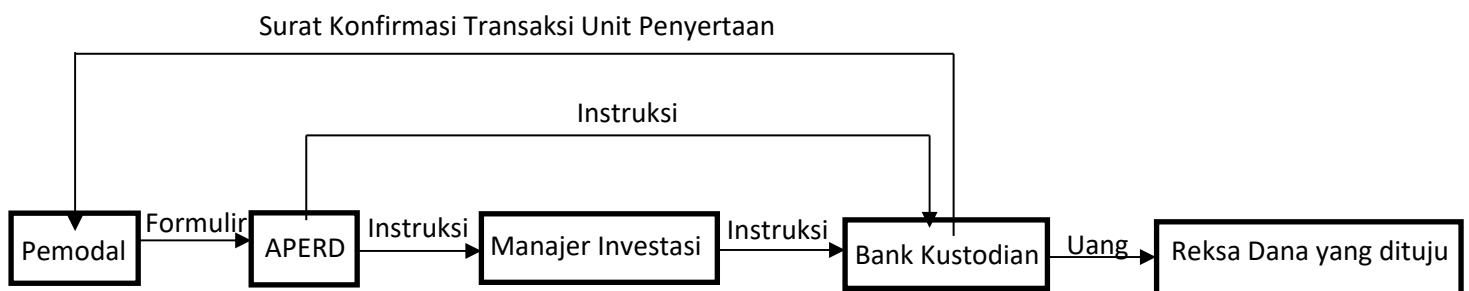 Surat Konfirmasi Transaksi Unit Penyertaan
Instruksi
Pemodal
Formulir
APERD
Instruksi
Manajer Investasi
Instruksi
Bank Kustodian
Uang
Reksa Dana yang dituju